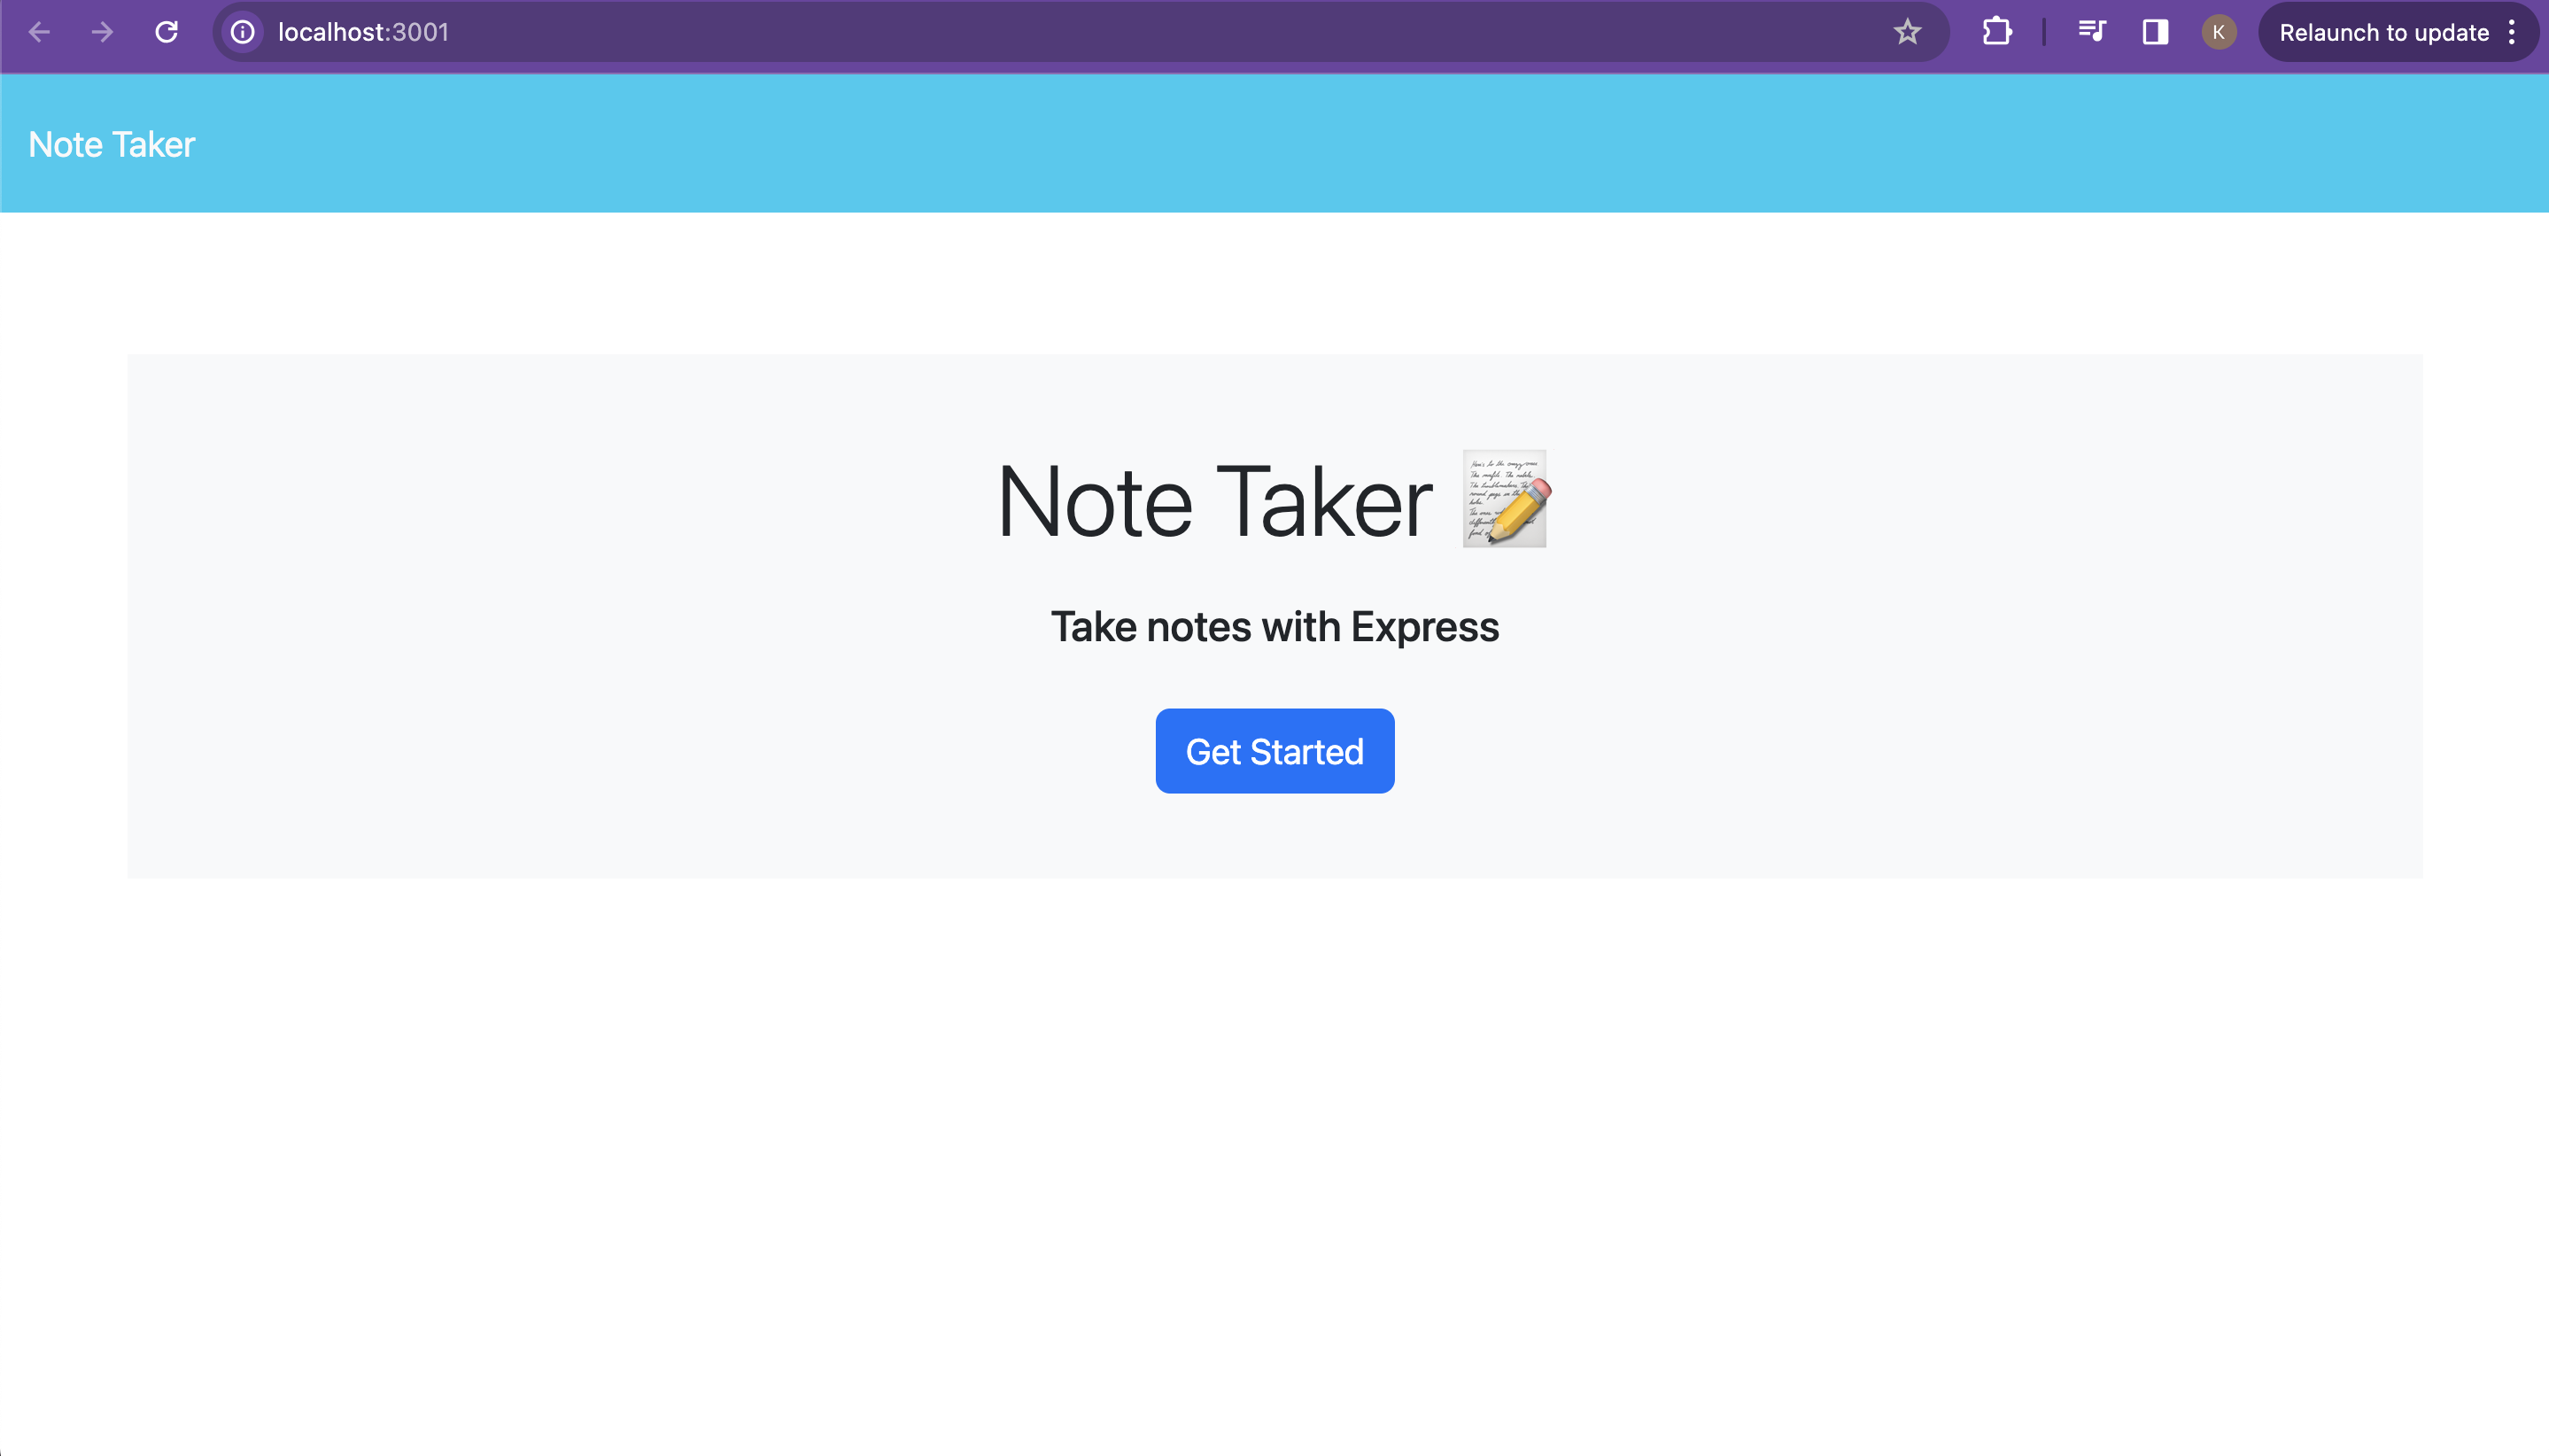 localhost:3001
K
Relaunch to update
Note Taker
Note Taker 📝
Take notes with Express
Get Started